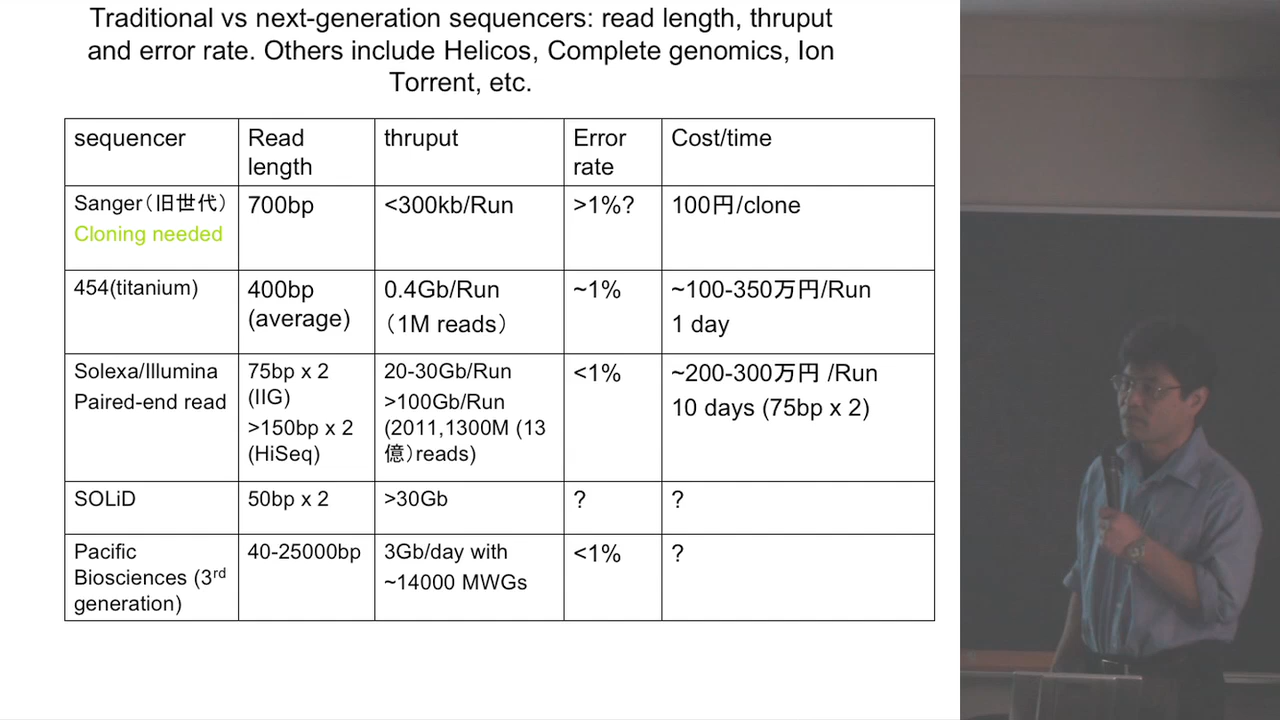 Traditional vs next-generation sequencers: read length, thruput
and error rate. Others include Helicos, Complete genomics, Ion
Torrent, etc.
sequencer
Read
length
thruput
Error
rate
Cost/time
Sanger（旧世代）
Cloning needed
700bp
<300kb/Run
>1%?
100円/clone
454(titanium)
400bp
(average)
0.4Gb/Run
（1M reads）
~1%
~100-350万円/Run
1 day
Solexa/Illumina
Paired-end read
75bp x 2
(IIG)
>150bp x 2
(HiSeq)
20-30Gb/Run
>100Gb/Run
(2011,1300M (13
億）reads)
<1%
~200-300万円 /Run
10 days (75bp x 2)
SOLiD
50bp x 2
>30Gb
?
?
Pacific
Biosciences (3rd
generation)
40-25000bp
3Gb/day with
~14000 MWGs
<1%
?